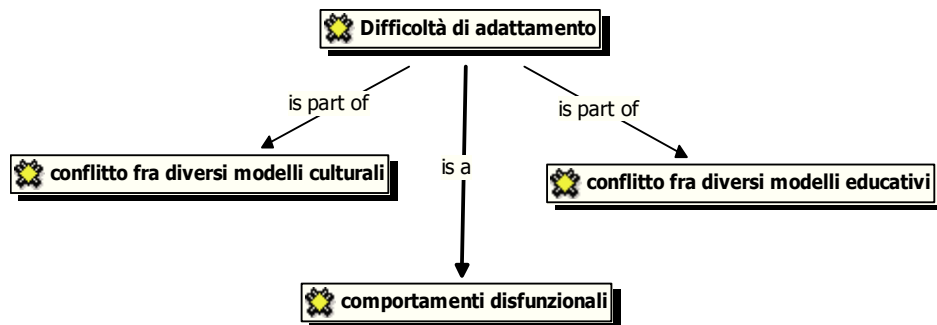 Difficoltà di adattamento
is part of
is part of
is a
conflitto fra diversi modelli culturali
conflitto fra diversi modelli educativi
comportamenti disfunzionali